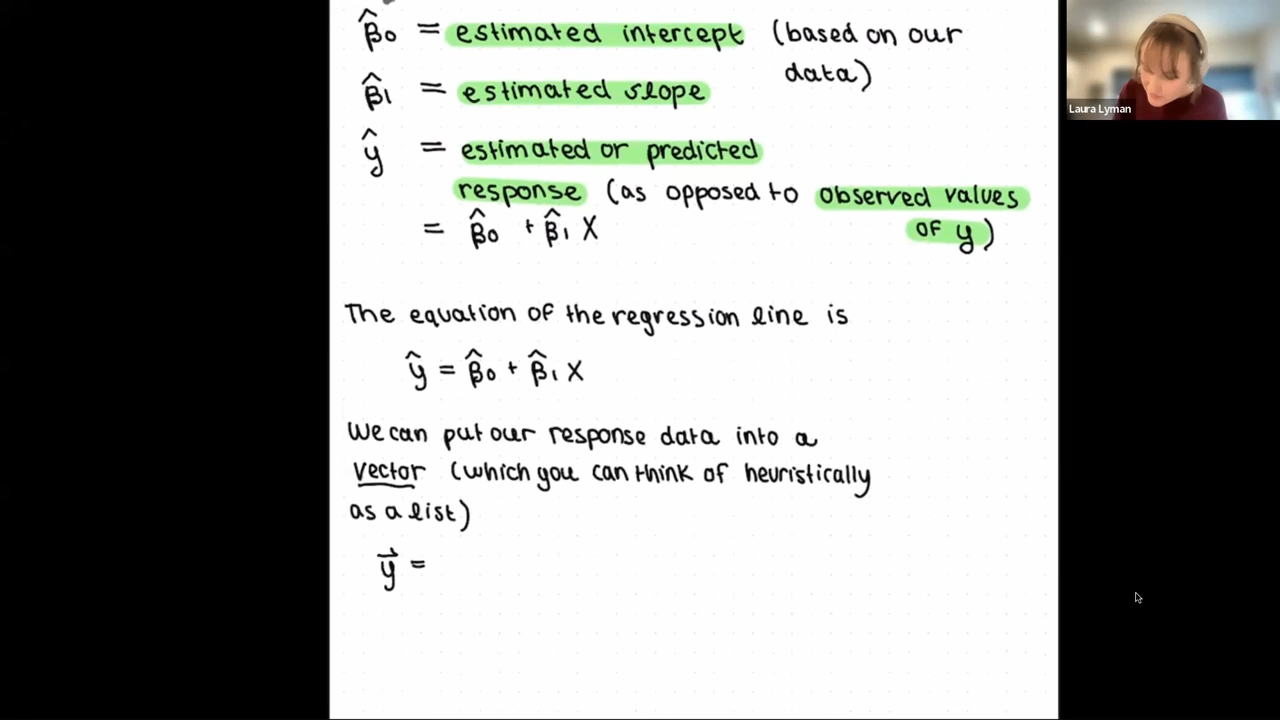 β̂₀ = estimated intercept (based on our
data)
β̂₁ = estimated slope
ŷ = estimated or predicted
response (as opposed to observed values
= β̂₀ + β̂₁ X
of y)
The equation of the regression line is
ŷ = β̂₀ + β̂₁ X
We can put our response data into a
vector (which you can think of heuristically
as a list)
y⃗ =
Laura Lyman